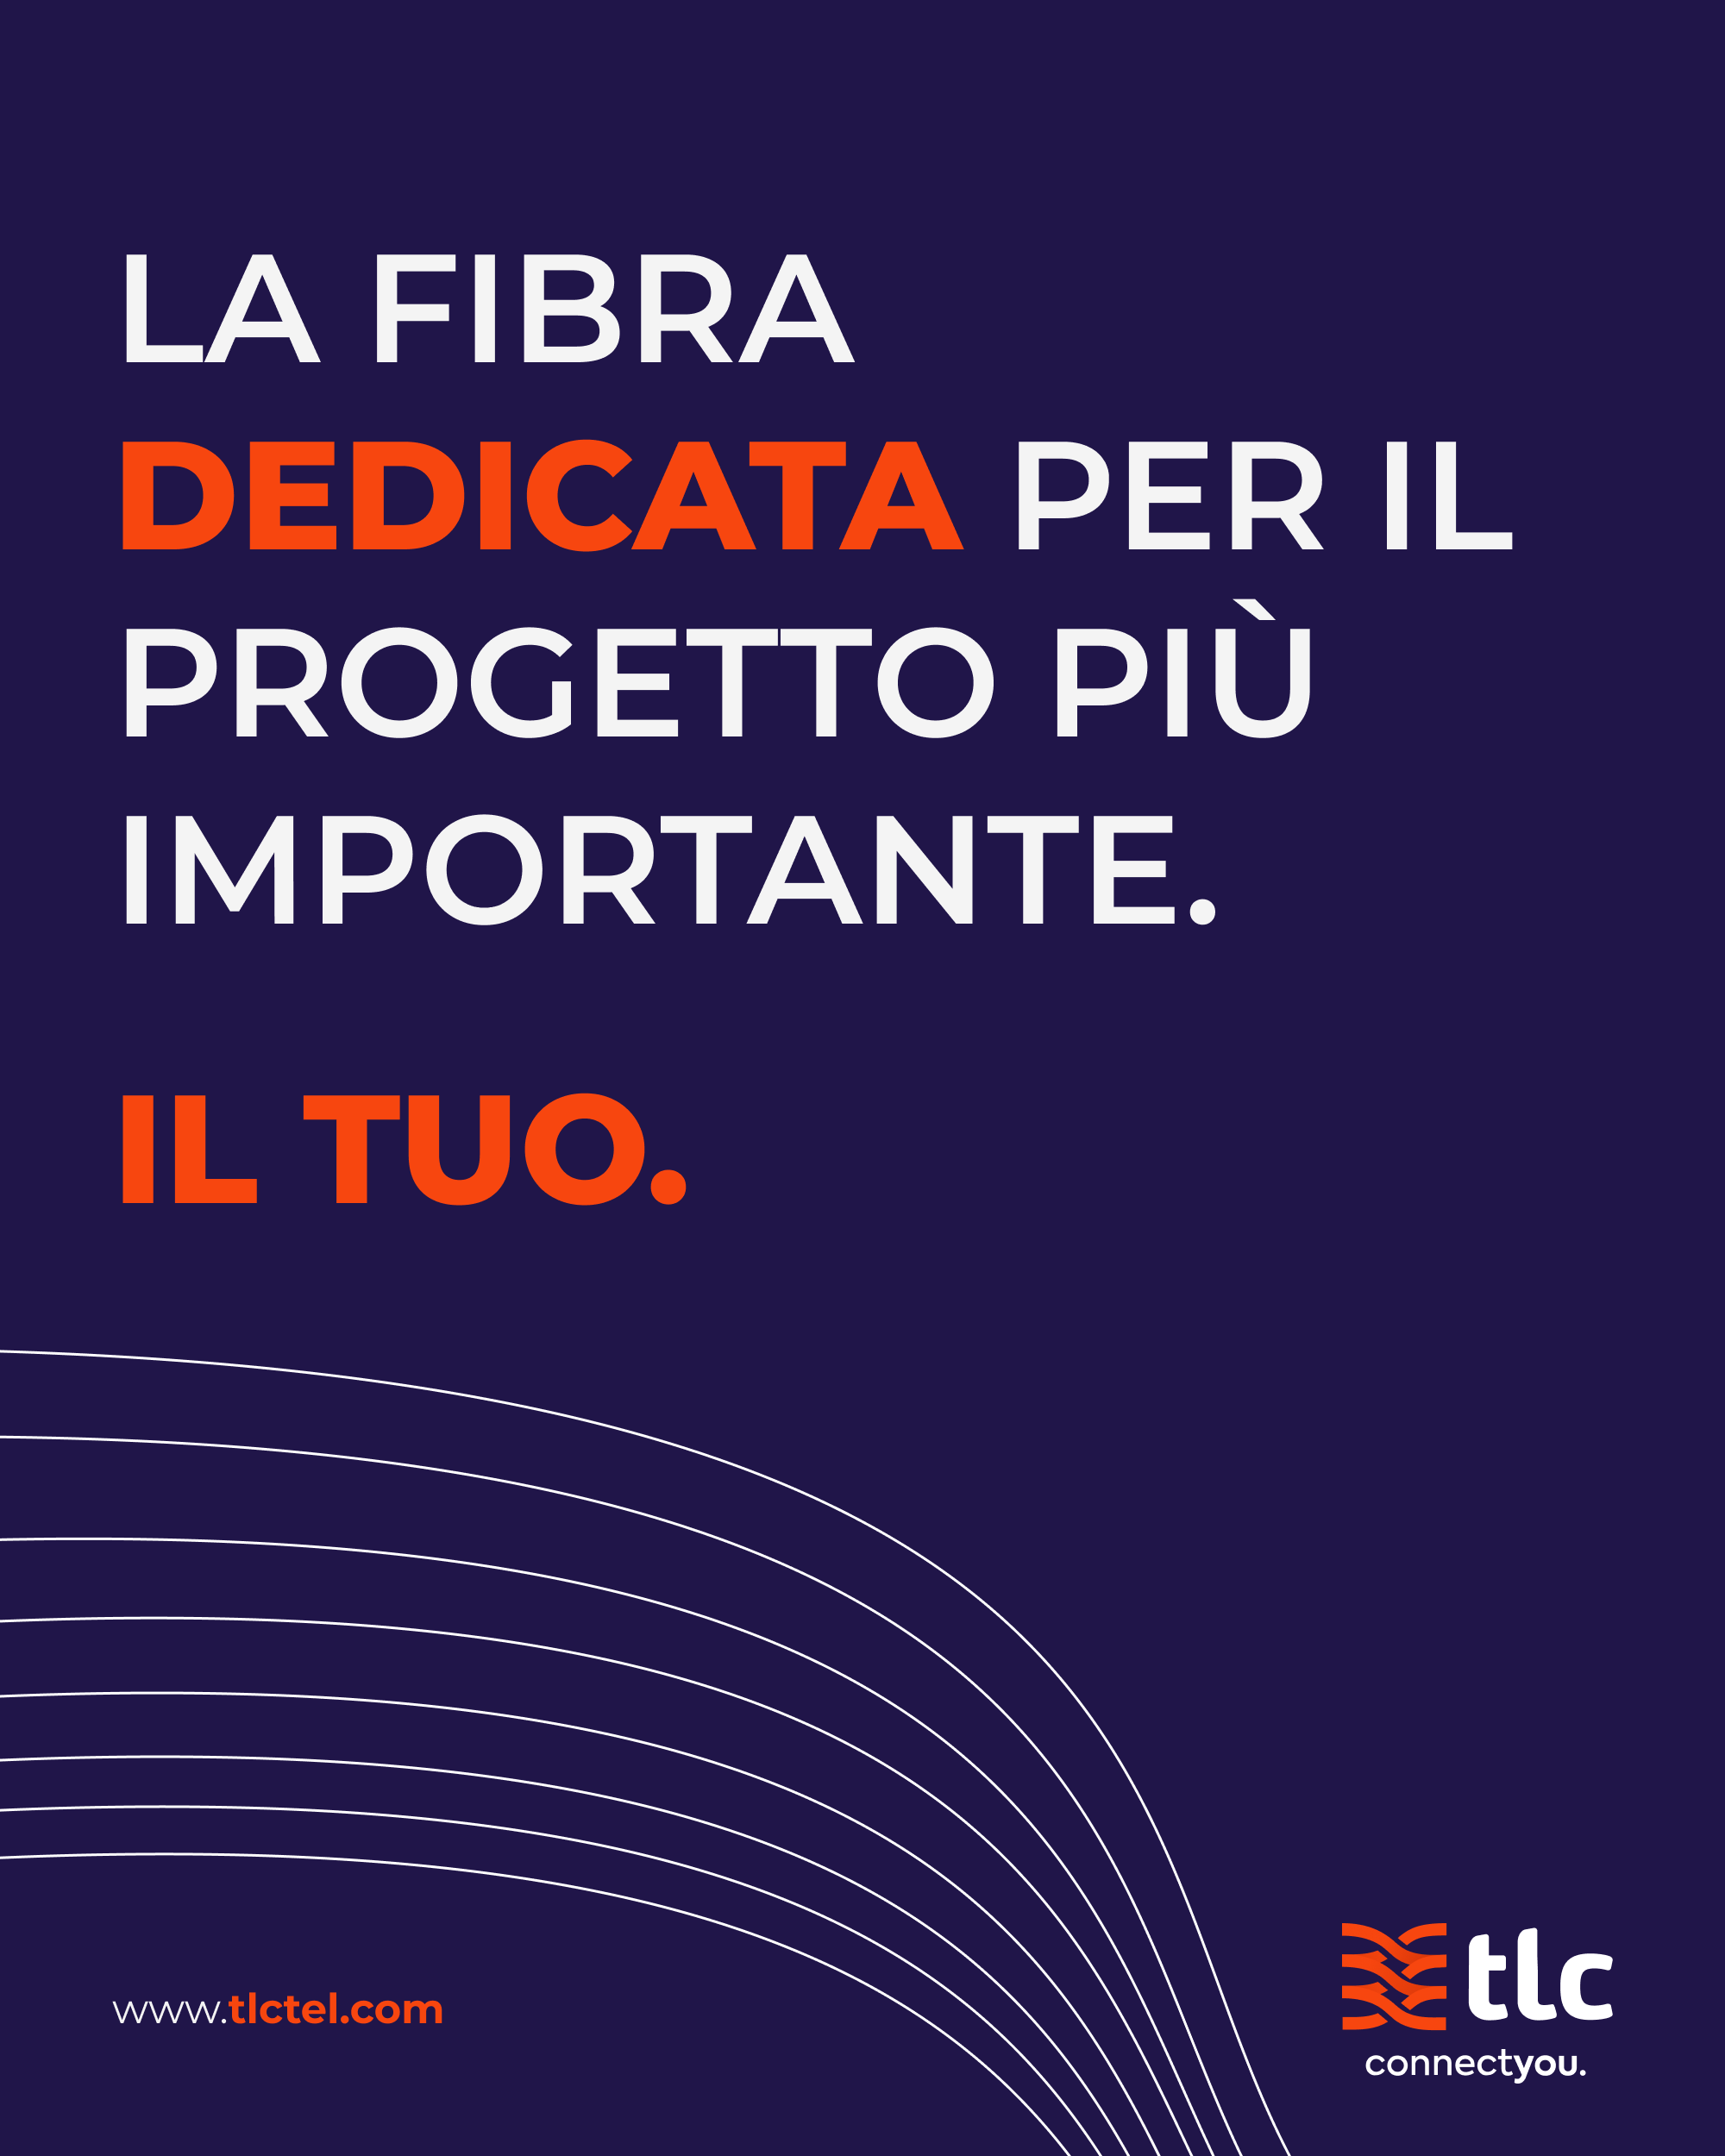 LA FIBRA
DEDICATA PER IL
PROGETTO PIÙ
IMPORTANTE.
IL TUO.
www.tlctel.com
tlc
connectyou.